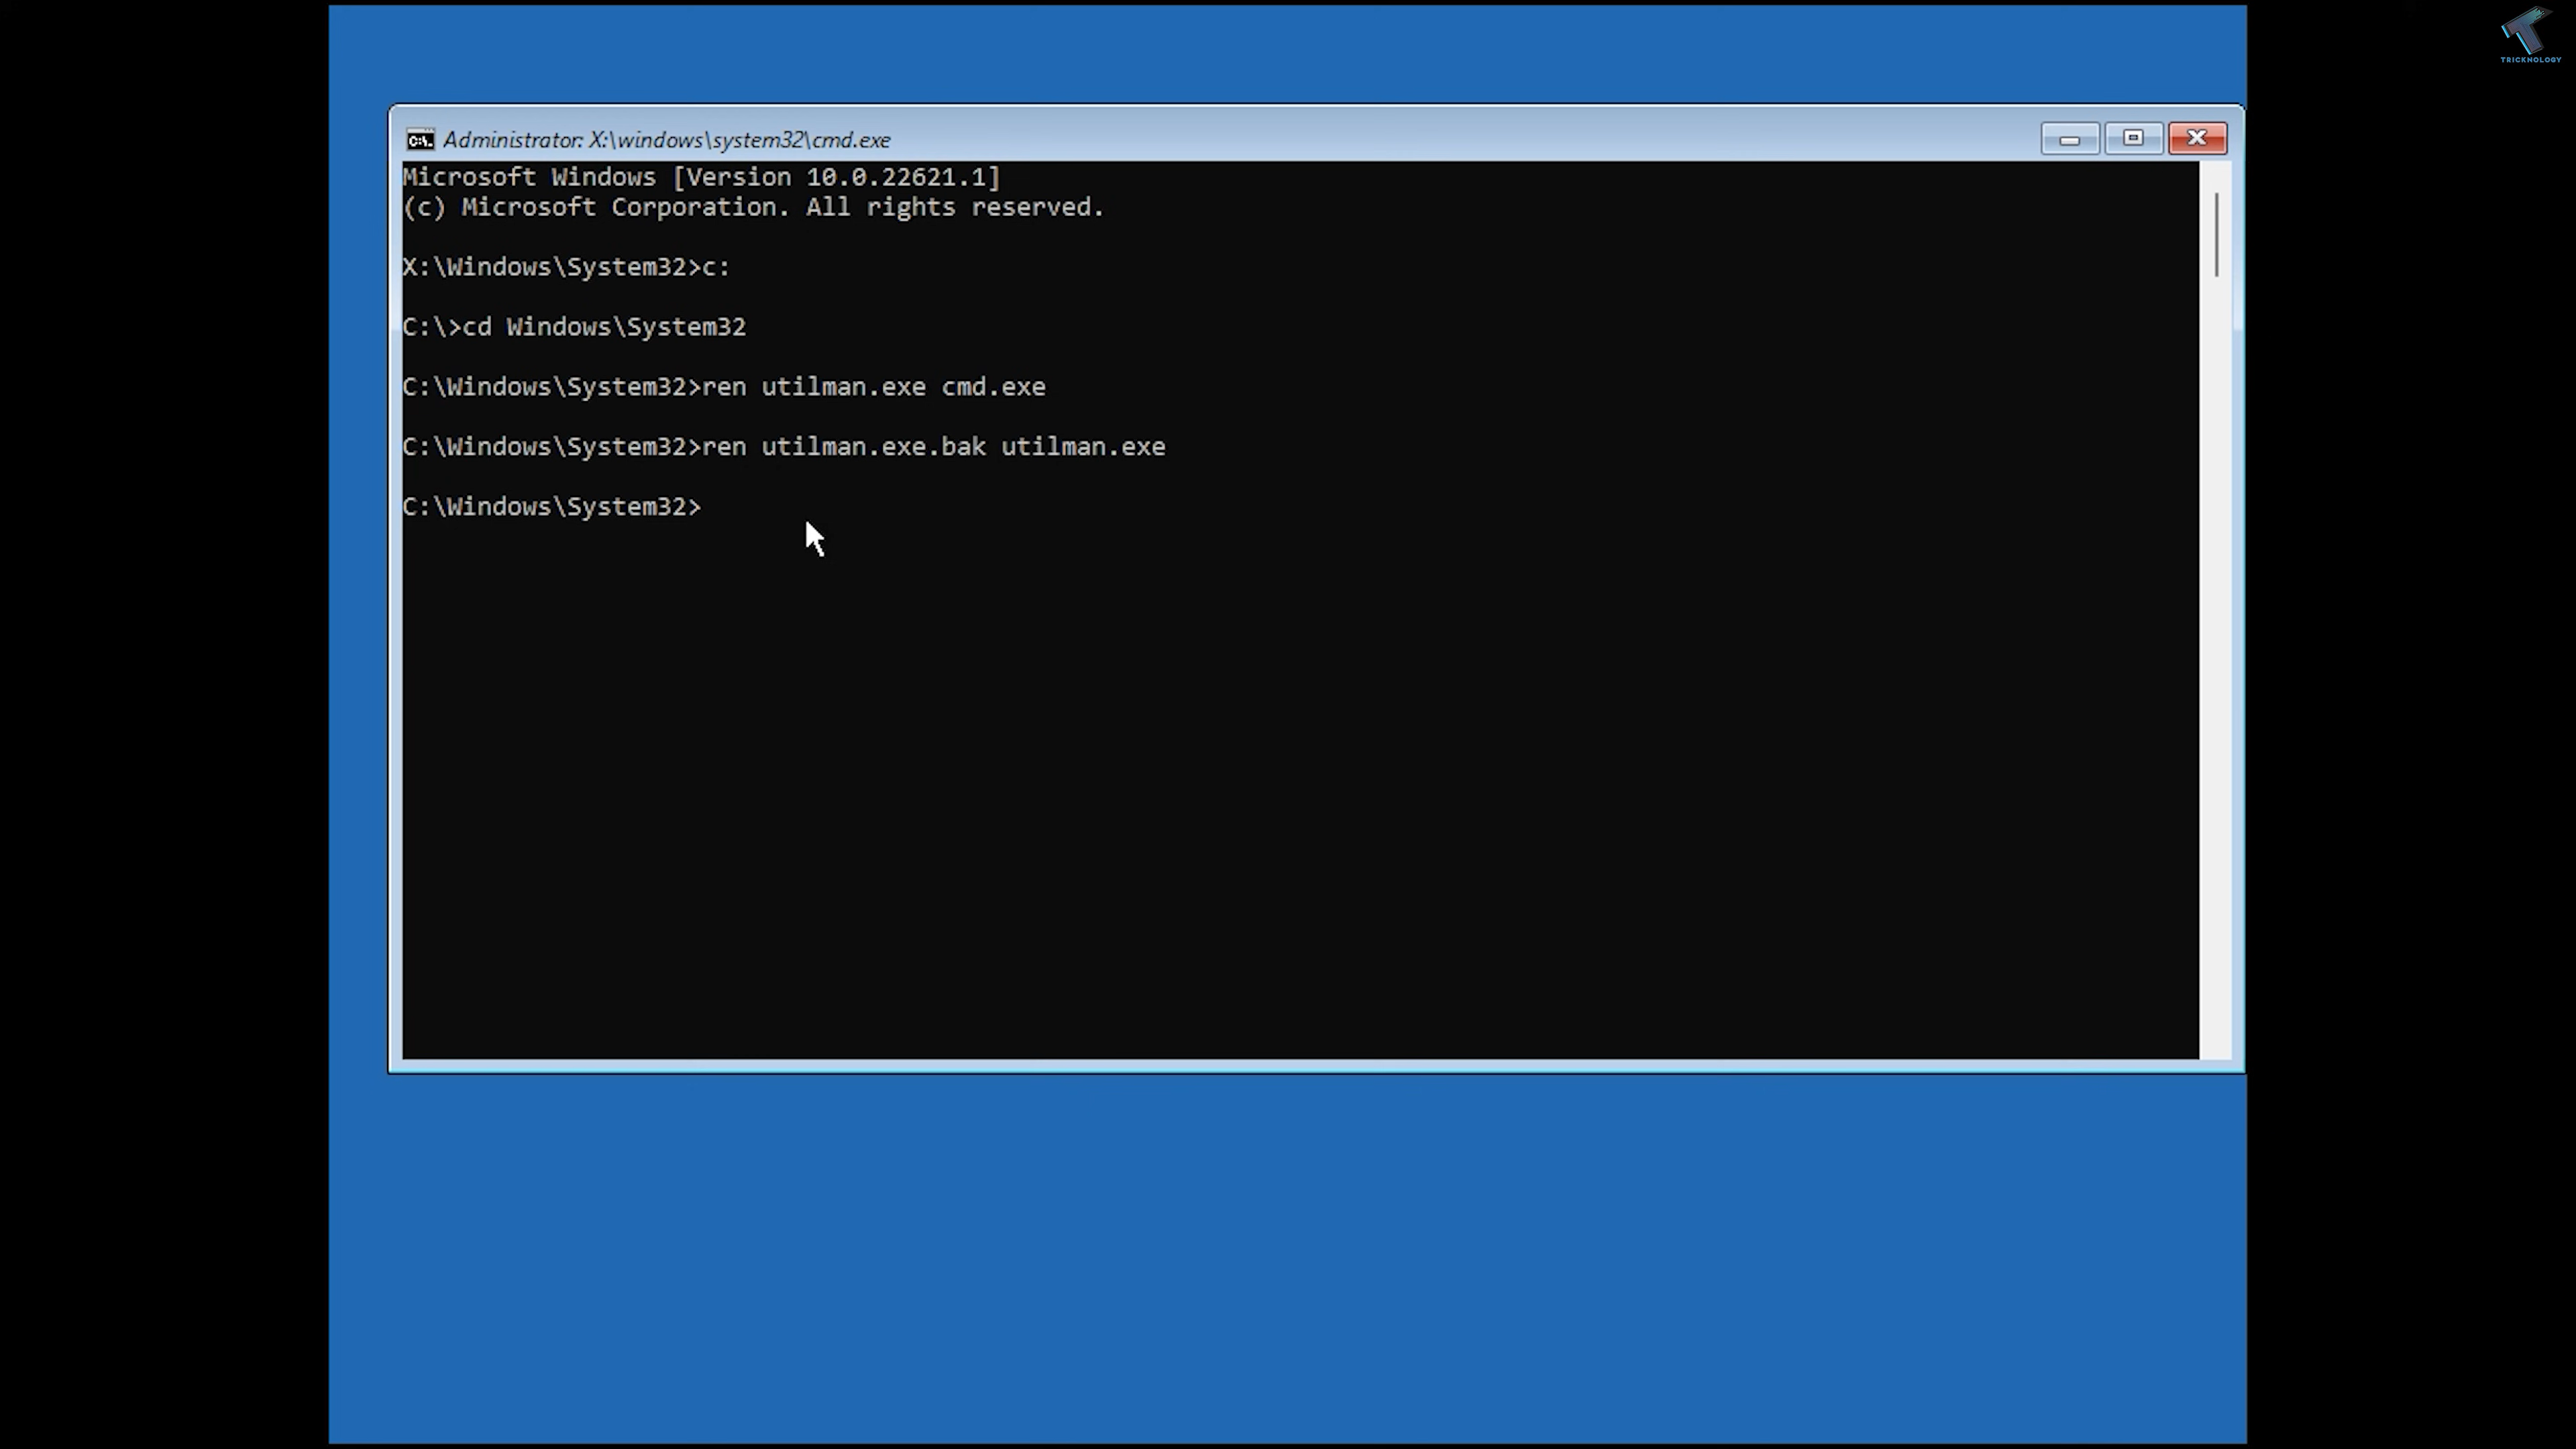 TRICKNOLOGY
Administrator: X:\windows\system32\cmd.exe
Microsoft Windows [Version 10.0.22621.1]
(c) Microsoft Corporation. All rights reserved.
X:\Windows\System32>c:
C:\>cd Windows\System32
C:\Windows\System32>ren utilman.exe cmd.exe
C:\Windows\System32>ren utilman.exe.bak utilman.exe
C:\Windows\System32>